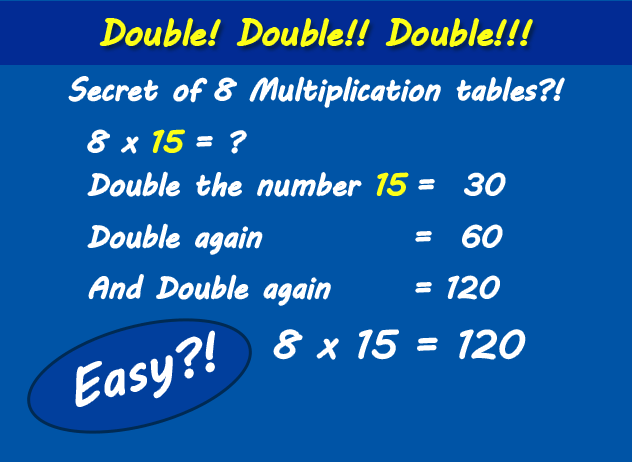 Double! Double!! Double!!!
Secret of 8 Multiplication tables?!
8 x 15 = ?
Double the number 15 = 30
Double again = 60
And Double again = 120
Easy?!
8 x 15 = 120